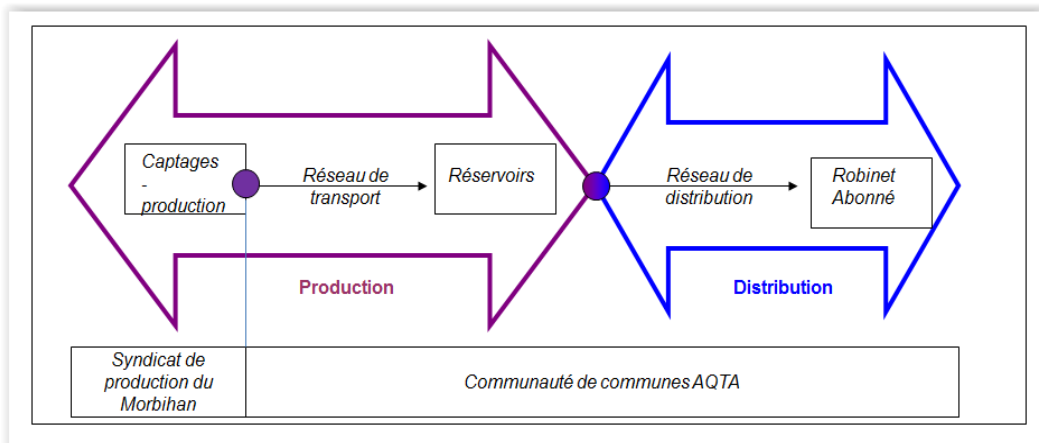 Captages
-
production
Réseau de
transport
Réservoirs
Réseau de
distribution
Robinet
Abonné
Production
Distribution
Syndicat de
production du
Morbihan
Communauté de communes AQTA